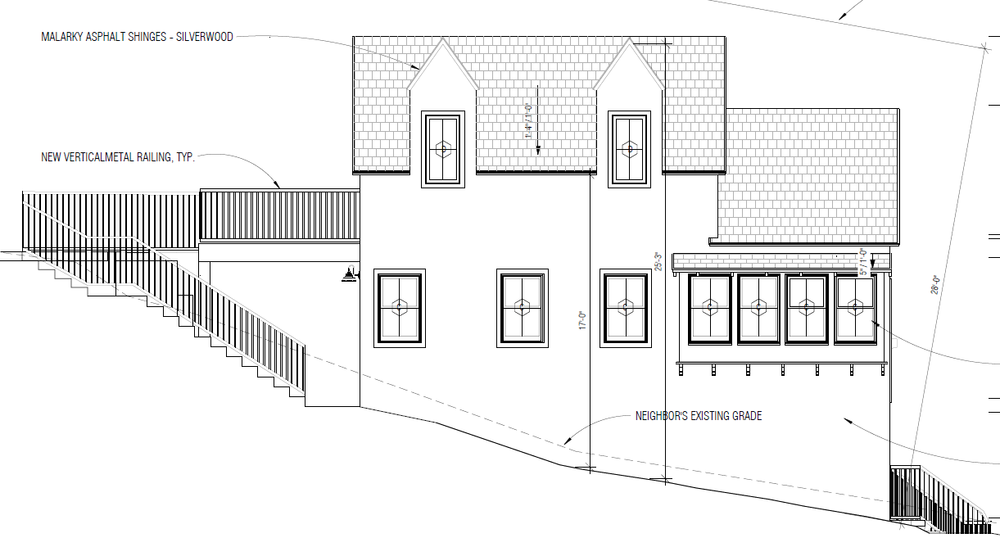 MALARKY ASPHALT SHINGES - SILVERWOOD
1'-4" / 1'-0"
NEW VERTICALMETAL RAILING, TYP.
25'-3"
5" / 1'-0"
28'-0"
17'-0"
NEIGHBOR'S EXISTING GRADE